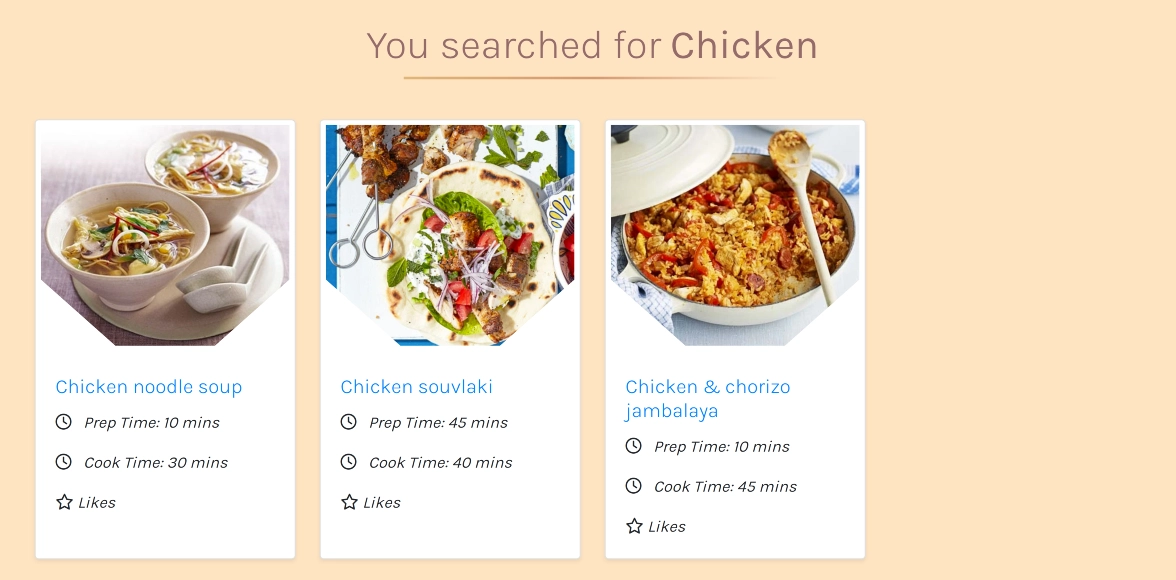 You searched for Chicken
Chicken noodle soup
Prep Time: 10 mins
Cook Time: 30 mins
Likes
Chicken souvlaki
Prep Time: 45 mins
Cook Time: 40 mins
Likes
Chicken & chorizo
jambalaya
Prep Time: 10 mins
Cook Time: 45 mins
Likes